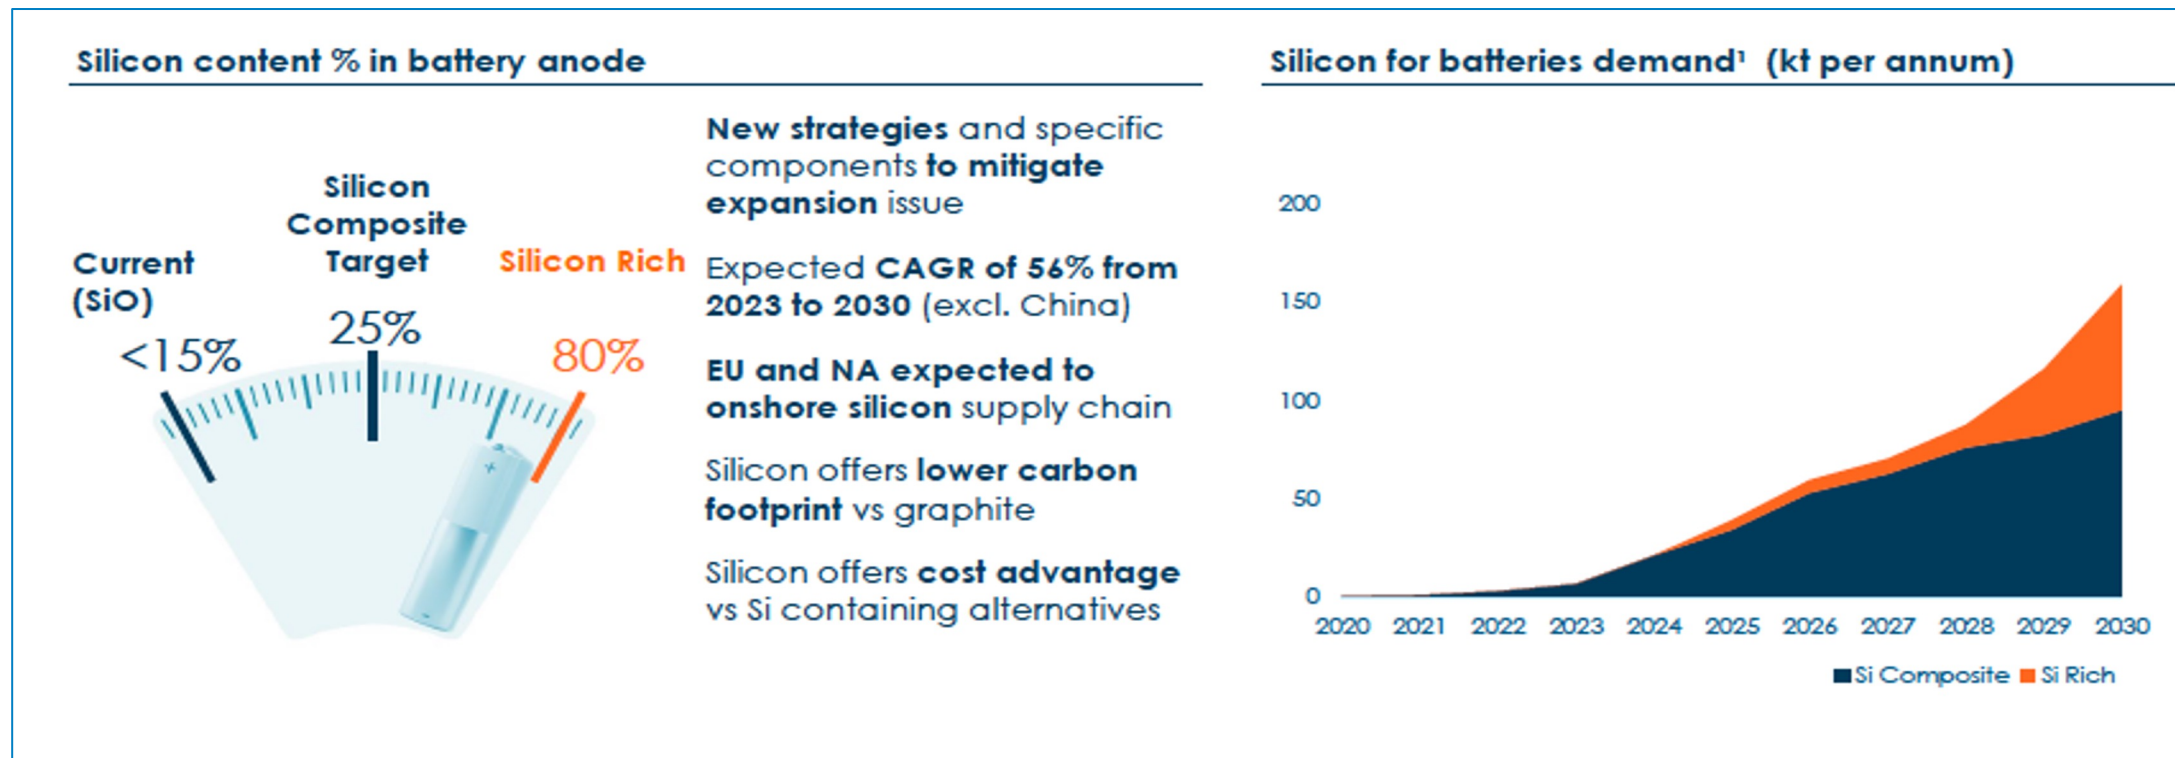 Silicon content % in battery anode
Current
(SiO)
<15%
Silicon
Composite
Target
25%
Silicon Rich
80%
+
-
New strategies and specific
components to mitigate
expansion issue
Expected CAGR of 56% from
2023 to 2030 (excl. China)
EU and NA expected to
onshore silicon supply chain
Silicon offers lower carbon
footprint vs graphite
Silicon offers cost advantage
vs Si containing alternatives
Silicon for batteries demand¹ (kt per annum)
200
150
100
50
0
2020 2021 2022 2023 2024 2025 2026 2027 2028 2029 2030
Si Composite Si Rich